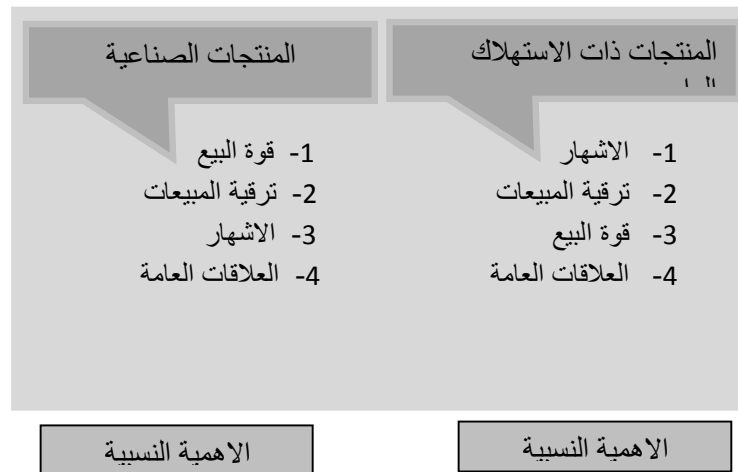 المنتجات ذات الاستهلاك
1- الاشهار
2- ترقية المبيعات
3- قوة البيع
4- العلاقات العامة
المنتجات الصناعية
1- قوة البيع
2- ترقية المبيعات
3- الاشهار
4- العلاقات العامة
الاهمية النسبية
الاهمية النسبية